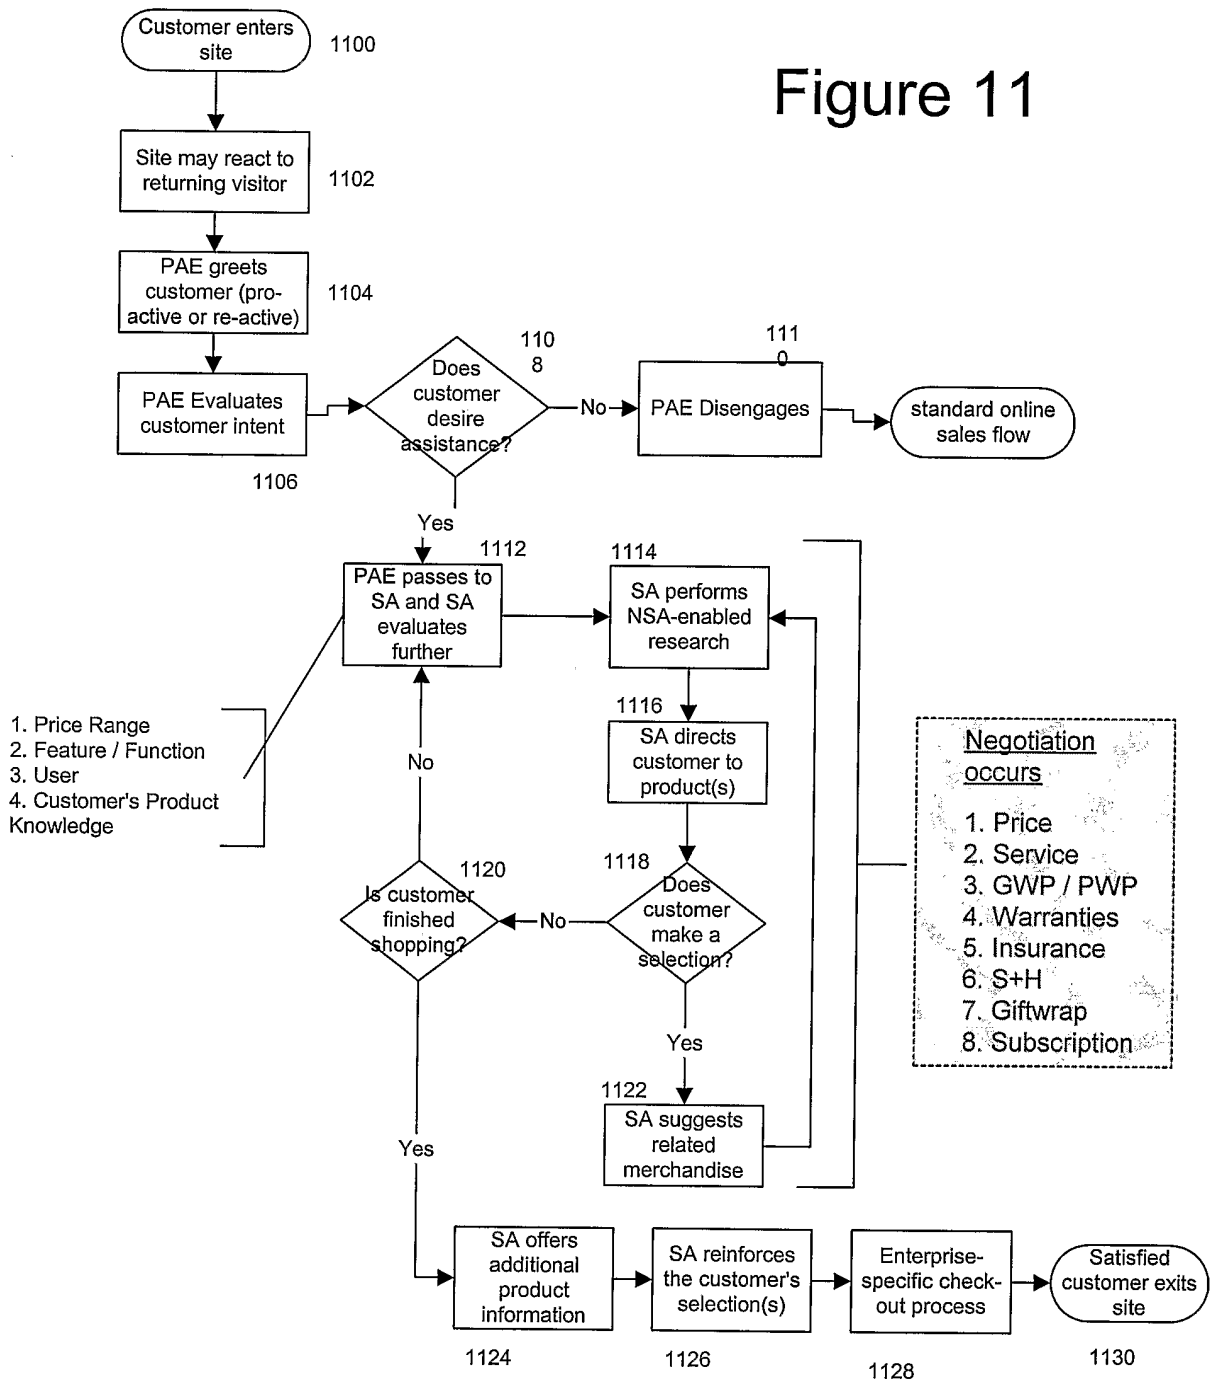 Figure 11
Customer enters
site
1100
Site may react to
returning visitor
1102
PAE greets
customer (pro-
active or re-active)
1104
PAE Evaluates
customer intent
1106
Does
customer
desire
assistance?
110
8
No
PAE Disengages
111
0
standard online
sales flow
Yes
PAE passes to
SA and SA
evaluates
further
1112
1. Price Range
2. Feature / Function
3. User
4. Customer's Product
Knowledge
SA performs
NSA-enabled
research
1114
SA directs
customer to
product(s)
1116
Does
customer
make a
selection?
1118
No
Is customer
finished
shopping?
1120
No
Yes
SA suggests
related
merchandise
1122
Negotiation
occurs
1. Price
2. Service
3. GWP / PWP
4. Warranties
5. Insurance
6. S+H
7. Giftwrap
8. Subscription
Yes
SA offers
additional
product
information
1124
SA reinforces
the customer's
selection(s)
1126
Enterprise-
specific check-
out process
1128
Satisfied
customer exits
site
1130